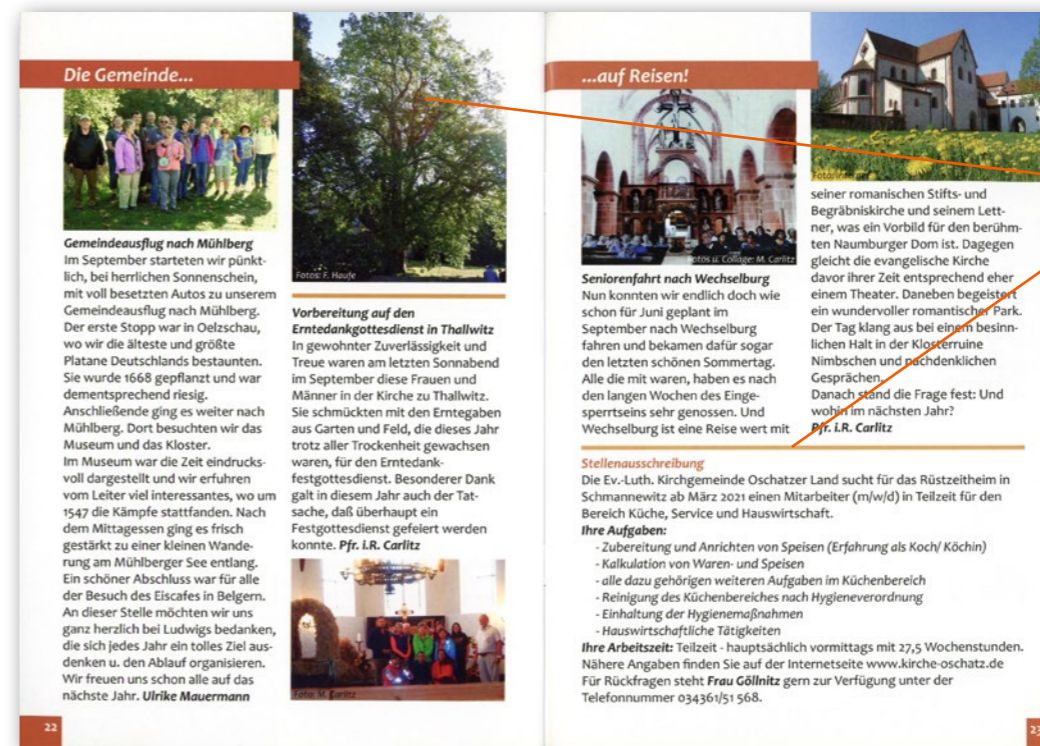 Die Gemeinde...
Gemeindeausflug nach Mühlberg
Im September starteten wir pünkt-
lich, bei herrlichen Sonnenschein,
mit voll besetzten Autos zu unserem
Gemeindeausflug nach Mühlberg.
Der erste Stopp war in Oelzschau,
wo wir die älteste und größte
Platane Deutschlands bestaunten.
Sie wurde 1668 gepflanzt und war
dementsprechend riesig.
Anschließende ging es weiter nach
Mühlberg. Dort besuchten wir das
Museum und das Kloster.
Im Museum war die Zeit eindrucks-
voll dargestellt und wir erfuhren
vom Leiter viel interessantes, wo um
1547 die Kämpfe stattfanden. Nach
dem Mittagessen ging es frisch
gestärkt zu einer kleinen Wande-
rung am Mühlberger See entlang.
Ein schöner Abschluss war für alle
der Besuch des Eiscafes in Belgern.
An dieser Stelle möchten wir uns
ganz herzlich bei Ludwigs bedanken,
die sich jedes Jahr ein tolles Ziel aus-
denken u. den Ablauf organisieren.
Wir freuen uns schon alle auf das
nächste Jahr. Ulrike Mauermann
22
Fotos: F. Haufe
Vorbereitung auf den
Erntedankgottesdienst in Thallwitz
In gewohnter Zuverlässigkeit und
Treue waren am letzten Sonnabend
im September diese Frauen und
Männer in der Kirche zu Thallwitz.
Sie schmückten mit den Erntegaben
aus Garten und Feld, die dieses Jahr
trotz aller Trockenheit gewachsen
waren, für den Erntedank-
festgottesdienst. Besonderer Dank
galt in diesem Jahr auch der Tat-
sache, daß überhaupt ein
Festgottesdienst gefeiert werden
konnte. Pfr. i.R. Carlitz
Foto: M. Carlitz
...auf Reisen!
Fotos u. Collage: M. Carlitz
Seniorenfahrt nach Wechselburg
Nun konnten wir endlich doch wie
schon für Juni geplant im
September nach Wechselburg
fahren und bekamen dafür sogar
den letzten schönen Sommertag.
Alle die mit waren, haben es nach
den langen Wochen des Einge-
sperrtseins sehr genossen. Und
Wechselburg ist eine Reise wert mit
seiner romanischen Stifts- und
Begräbniskirche und seinem Lett-
ner, was ein Vorbild für den berühm-
ten Naumburger Dom ist. Dagegen
gleicht die evangelische Kirche
davor ihrer Zeit entsprechend eher
einem Theater. Daneben begeistert
ein wundervoller romantischer Park.
Der Tag klang aus bei einem besinn-
lichen Halt in der Klosterruine
Nimbschen und nachdenklichen
Gesprächen.
Danach stand die Frage fest: Und
wohin im nächsten Jahr?
Pfr. i.R. Carlitz
Stellenausschreibung
Die Ev.-Luth. Kirchgemeinde Oschatzer Land sucht für das Rüstzeitheim in
Schmannewitz ab März 2021 einen Mitarbeiter (m/w/d) in Teilzeit für den
Bereich Küche, Service und Hauswirtschaft.
Ihre Aufgaben:
- Zubereitung und Anrichten von Speisen (Erfahrung als Koch/ Köchin)
- Kalkulation von Waren- und Speisen
- alle dazu gehörigen weiteren Aufgaben im Küchenbereich
- Reinigung des Küchenbereiches nach Hygieneverordnung
- Einhaltung der Hygienemaßnahmen
- Hauswirtschaftliche Tätigkeiten
Ihre Arbeitszeit: Teilzeit - hauptsächlich vormittags mit 27,5 Wochenstunden.
Nähere Angaben finden Sie auf der Internetseite www.kirche-oschatz.de
Für Rückfragen steht Frau Göllnitz gern zur Verfügung unter der
Telefonnummer 034361/51 568.